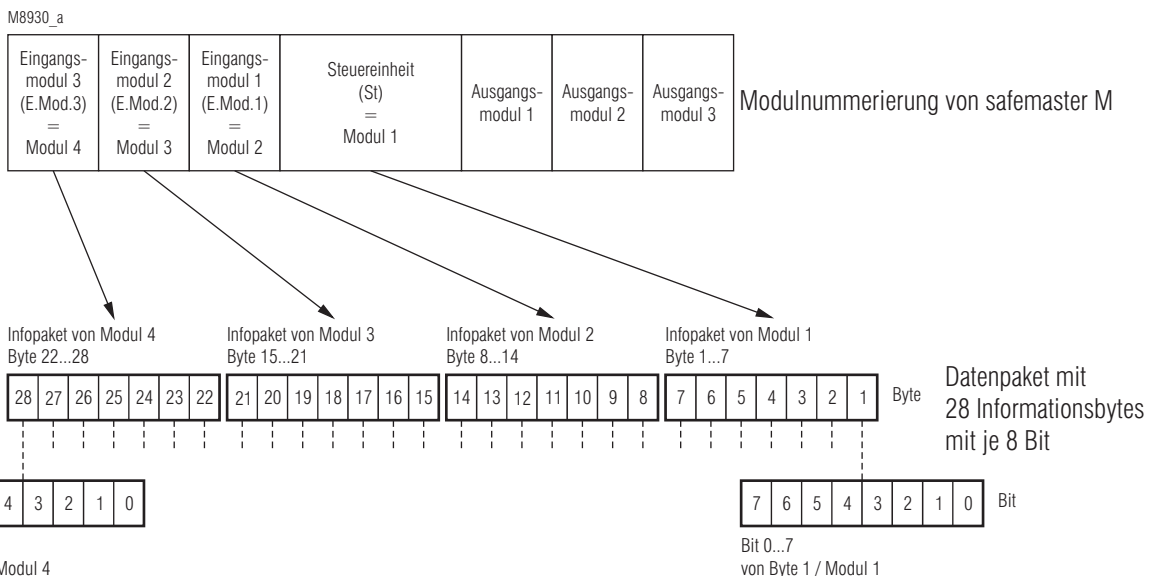 M8930_a
Eingangs-
modul 3
(E.Mod.3)
=
Modul 4
Eingangs-
modul 2
(E.Mod.2)
=
Modul 3
Eingangs-
modul 1
(E.Mod.1)
=
Modul 2
Steuereinheit
(St)
=
Modul 1
Ausgangs-
modul 1
Ausgangs-
modul 2
Ausgangs-
modul 3
Modulnummerierung von safemaster M
Infopaket von Modul 4
Byte 22...28
Infopaket von Modul 3
Byte 15...21
Infopaket von Modul 2
Byte 8...14
Infopaket von Modul 1
Byte 1...7
28 27 26 25 24 23 22 21 20 19 18 17 16 15 14 13 12 11 10 9 8 7 6 5 4 3 2 1 Byte
Datenpaket mit
28 Informationsbytes
mit je 8 Bit
4 3 2 1 0
7 6 5 4 3 2 1 0 Bit
Modul 4
Bit 0...7
von Byte 1 / Modul 1